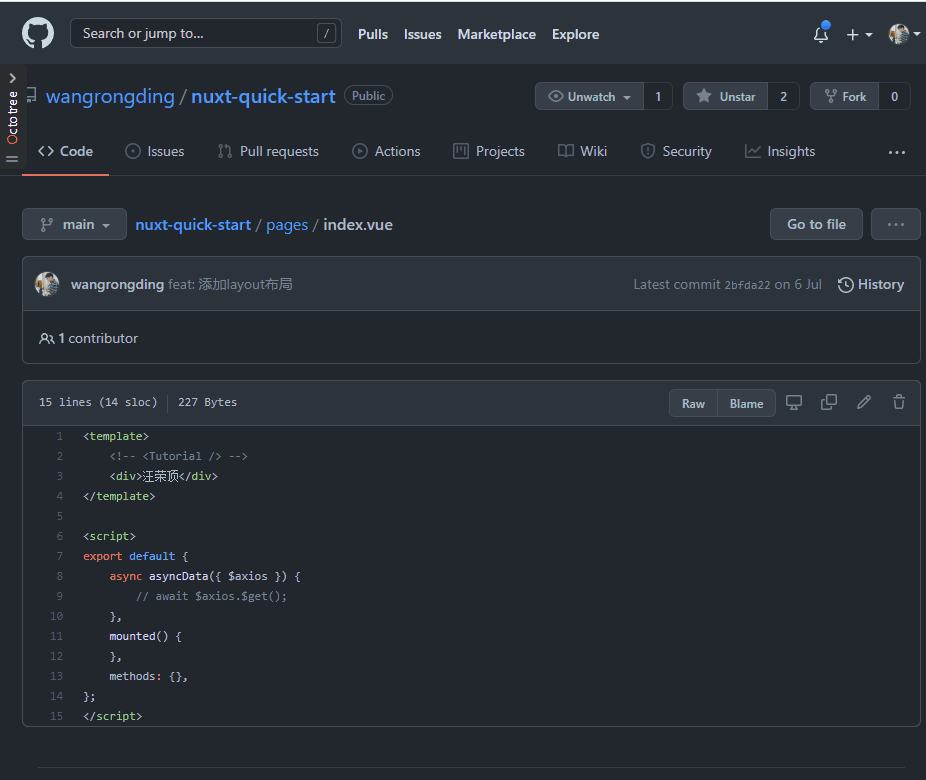 Search or jump to... /
Pulls Issues Marketplace Explore
Octotree
wangrongding / nuxt-quick-start Public
Unwatch 1 Unstar 2 Fork 0
Code Issues Pull requests Actions Projects Wiki Security Insights ...
main nuxt-quick-start / pages / index.vue Go to file ...
wangrongding feat: 添加layout布局 Latest commit 2bfda22 on 6 Jul History
1 contributor
15 lines (14 sloc) 227 Bytes Raw Blame
1 <template>
2 <!-- <Tutorial /> -->
3 <div>汪荣顶</div>
4 </template>
5
6 <script>
7 export default {
8 async asyncData({ $axios }) {
9 // await $axios.$get();
10 },
11 mounted() {
12 },
13 methods: {},
14 };
15 </script>